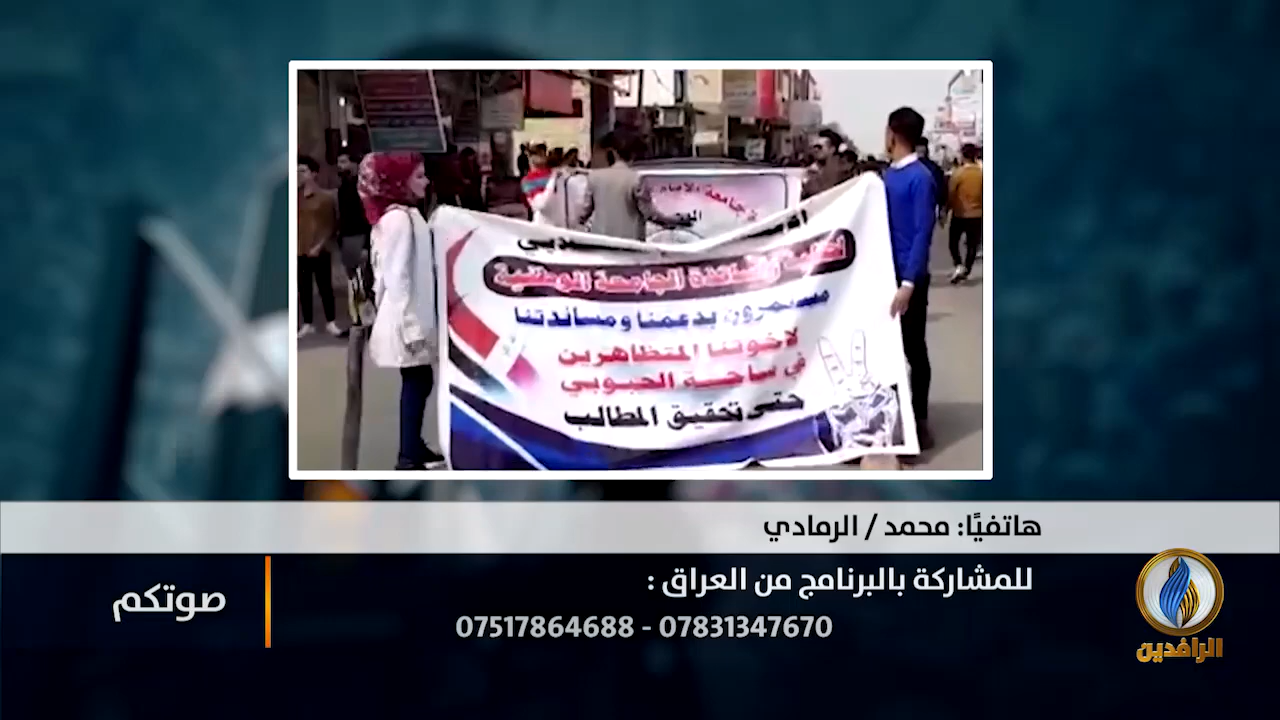 لطلبة وأساتذة الجامعة الوطنية
مستمرون بدعمنا ومساندتنا
لاخوتنا المتظاهرين
في ساحة الحبوبي
حتى تحقيق المطالب
هاتفيًا: محمد / الرمادي
للمشاركة بالبرنامج من العراق :
07517864688 - 07831347670
صوتكم
الرافدين